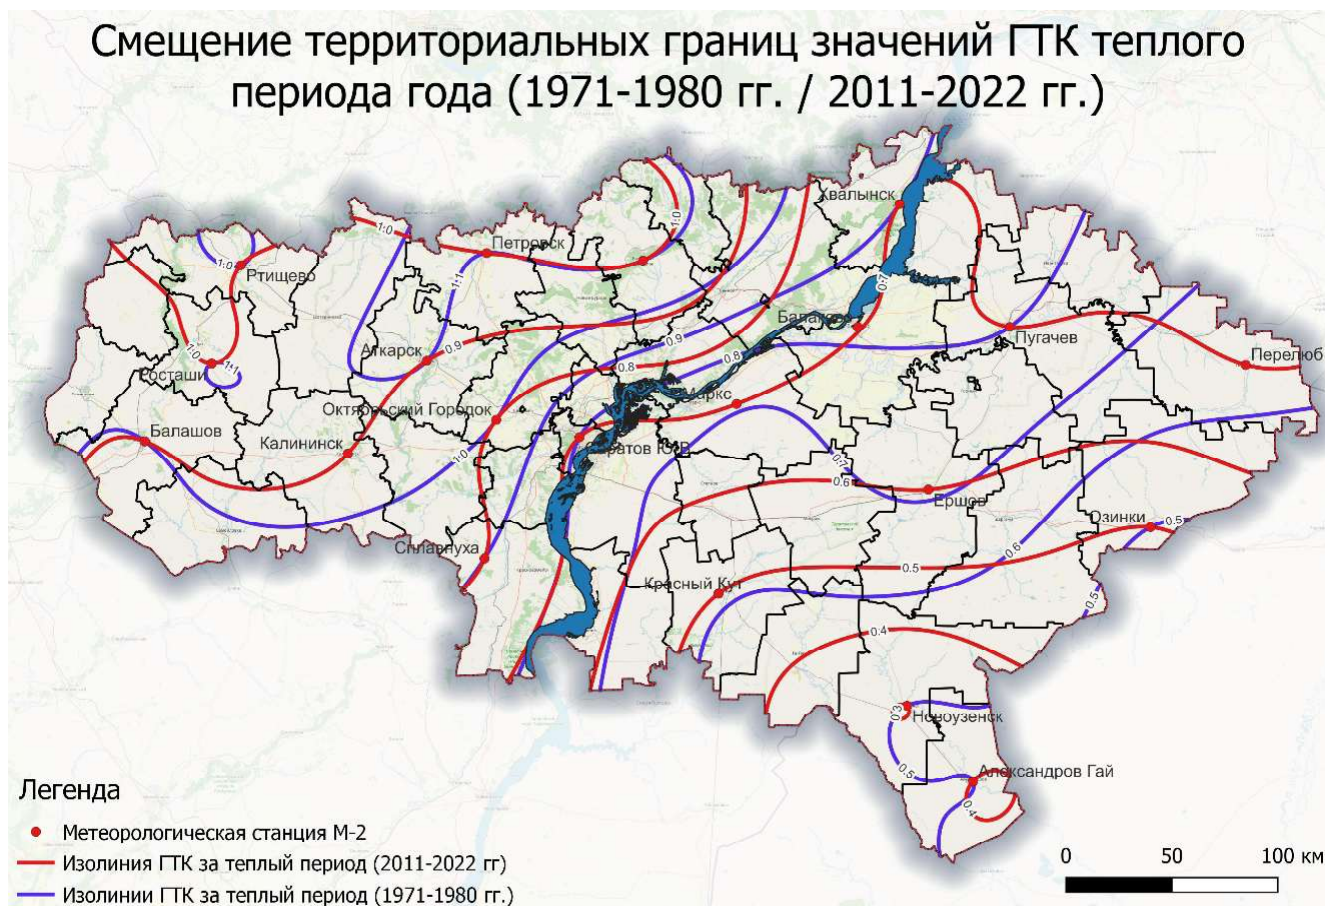 Смещение территориальных границ значений ГТК теплого
периода года (1971-1980 гг. / 2011-2022 гг.)
Хвалынск
1.0
1.0
Петровск
1.0
Ртищево
1.1
0.7
Балаково
Пугачев
Перелюб
Аткарск
0.9
0.9
0.8
0.8
1.0
1.1
Росташи
Маркс
Октябрьский Городок
Балашов
Калининск
1.0
Саратов ЮВ
0.7
0.6
Ершов
Озинки
0.5
0.6
Сплавнуха
0.5
Красный Кут
0.5
0.4
0.3
Новоузенск
0.5
Александров Гай
0.4
Легенда
Метеорологическая станция М-2
Изолиния ГТК за теплый период (2011-2022 гг)
Изолинии ГТК за теплый период (1971-1980 гг.)
0 50 100 км